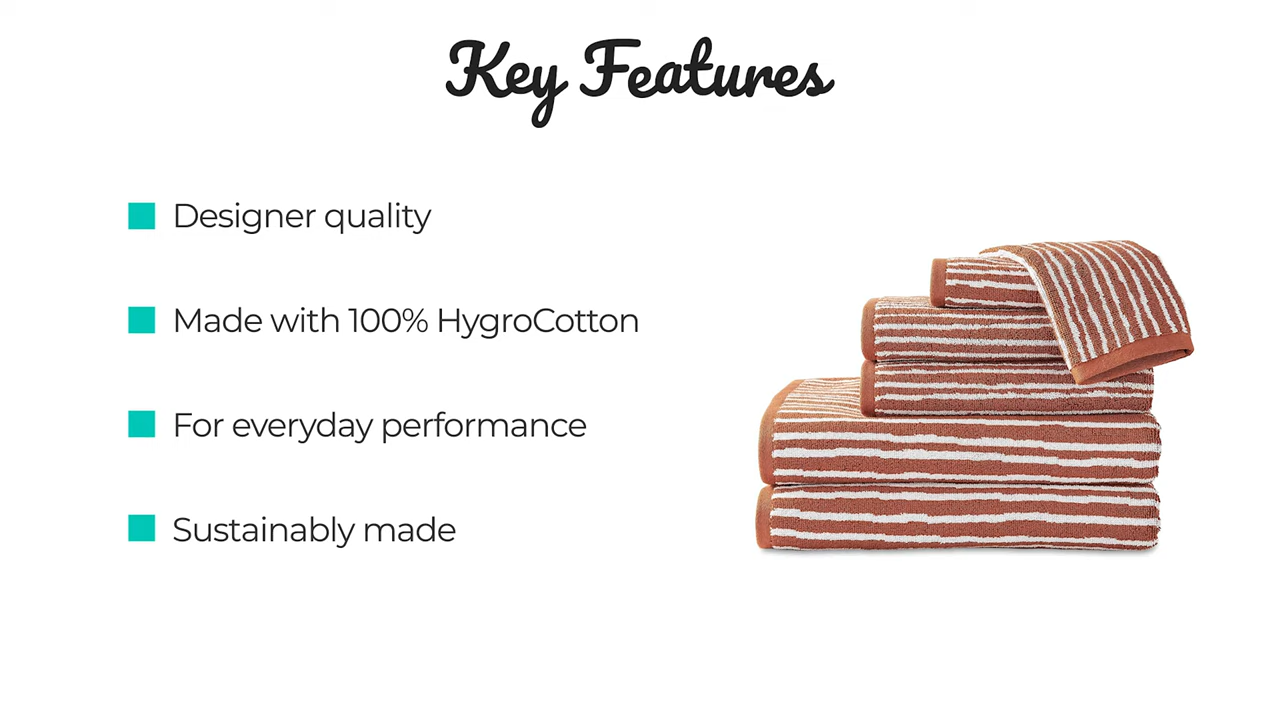 Key Features
Designer quality
Made with 100% HygroCotton
For everyday performance
Sustainably made